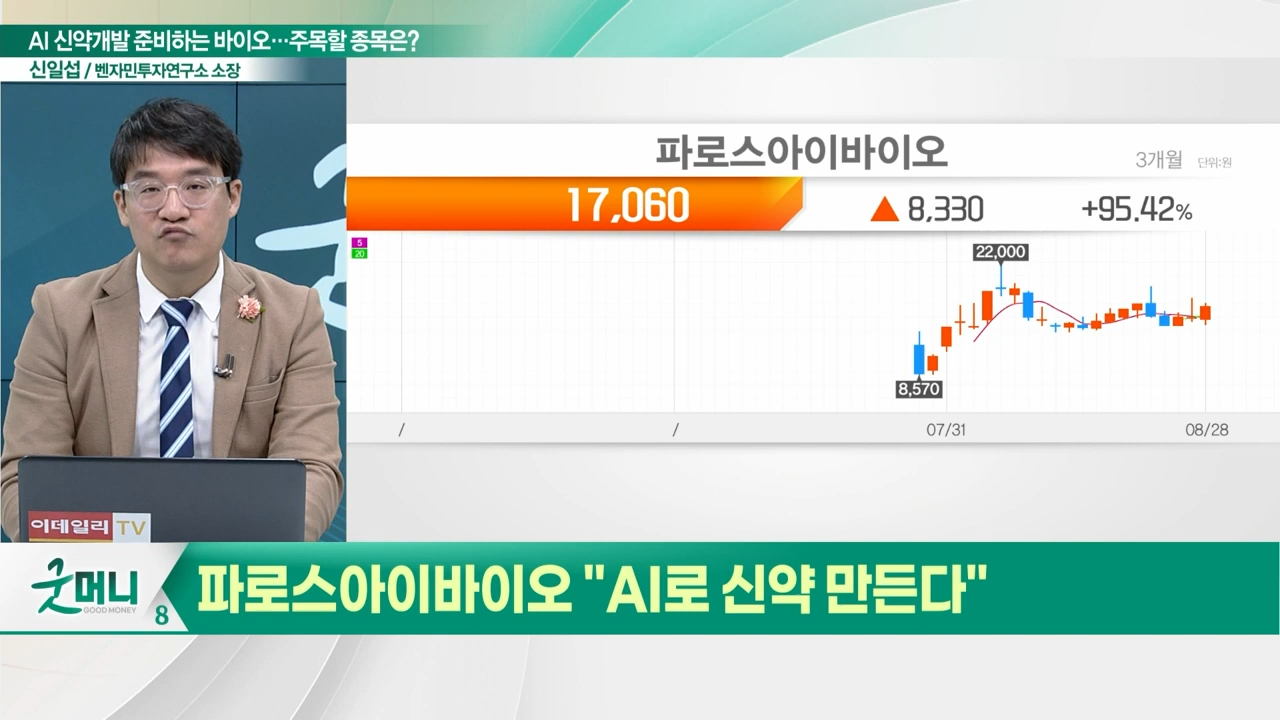 AI 신약개발 준비하는 바이오…주목할 종목은?
신일섭 / 벤자민투자연구소 소장
파로스아이바이오
3개월 단위:원
17,060 ▲ 8,330 +95.42%
5
20
22,000
8,570
/ / 07/31 08/28
이데일리 TV
굿머니
GOOD MONEY
8
파로스아이바이오 "AI로 신약 만든다"